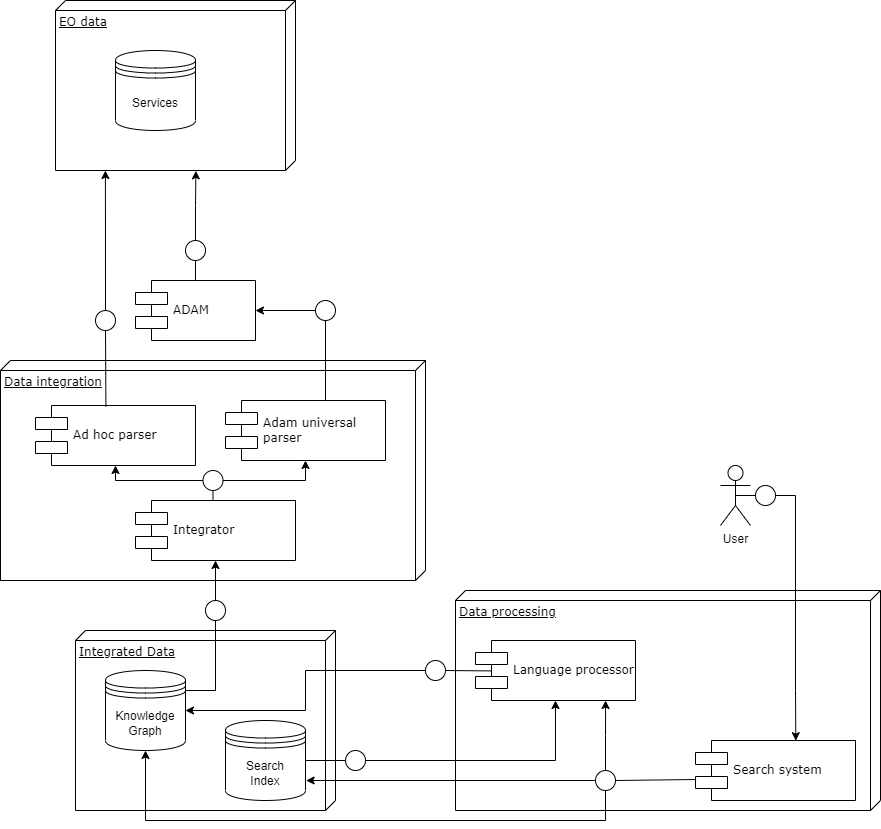 EO data
Services
ADAM
Data integration
Ad hoc parser
Adam universal
parser
Integrator
User
Data processing
Language processor
Search system
Integrated Data
Knowledge
Graph
Search
Index